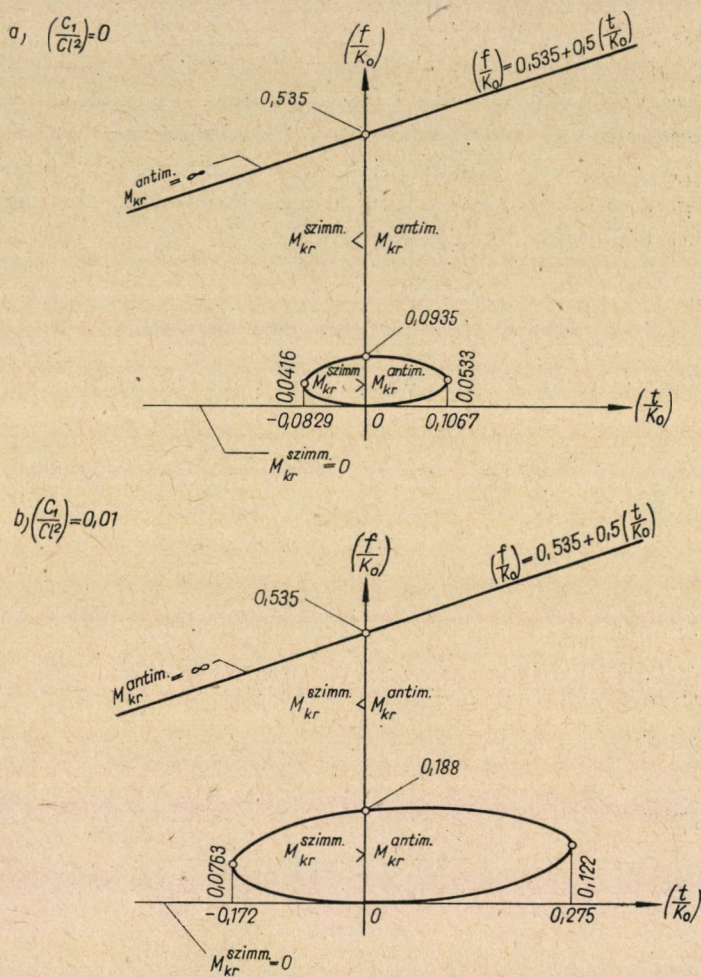 a, (C₁/Cl²)=0
(f/K₀)
(f/K₀)=0,535+0,5(t/K₀)
0,535
M_kr^antim.=∞
M_kr^szimm. < M_kr^antim.
0,0935
0,0416
M_kr^szimm > M_kr^antim.
0,0533
-0,0829
0
0,1067
(t/K₀)
M_kr^szimm.=0
b,(C₁/Cl²)=0,01
(f/K₀)
(f/K₀)=0,535+0,5(t/K₀)
0,535
M_kr^antim.=∞
M_kr^szimm. < M_kr^antim.
0,188
0,0763
M_kr^szimm. > M_kr^antim.
0,122
-0,172
0
0,275
(t/K₀)
M_kr^szimm.=0